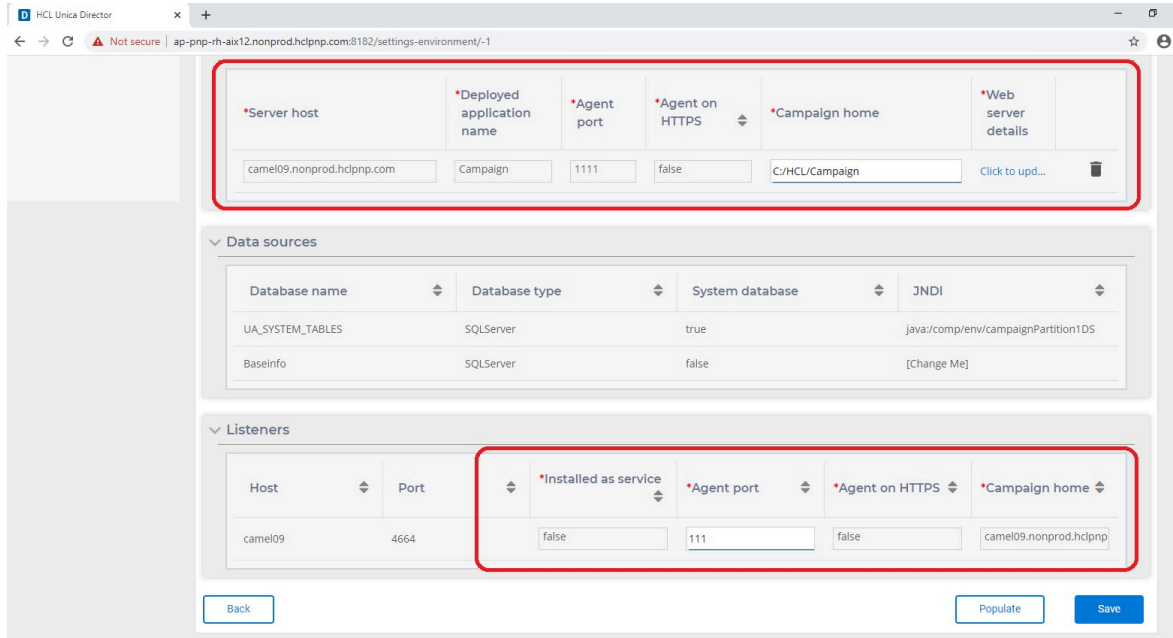 HCL Unica Director
Not secure | ap-pnp-rh-aix12.nonprod.hclpnp.com:8182/settings-environment/-1
*Server host *Deployed application name *Agent port *Agent on HTTPS *Campaign home *Web server details
camel09.nonprod.hclpnp.com Campaign 1111 false C:/HCL/Campaign Click to upd...
Data sources
Database name Database type System database JNDI
UA_SYSTEM_TABLES SQLServer true java:/comp/env/campaignPartition1DS
Baseinfo SQLServer false [Change Me]
Listeners
Host Port *Installed as service *Agent port *Agent on HTTPS *Campaign home
camel09 4664 false 111 false camel09.nonprod.hclpnp
Back Populate Save